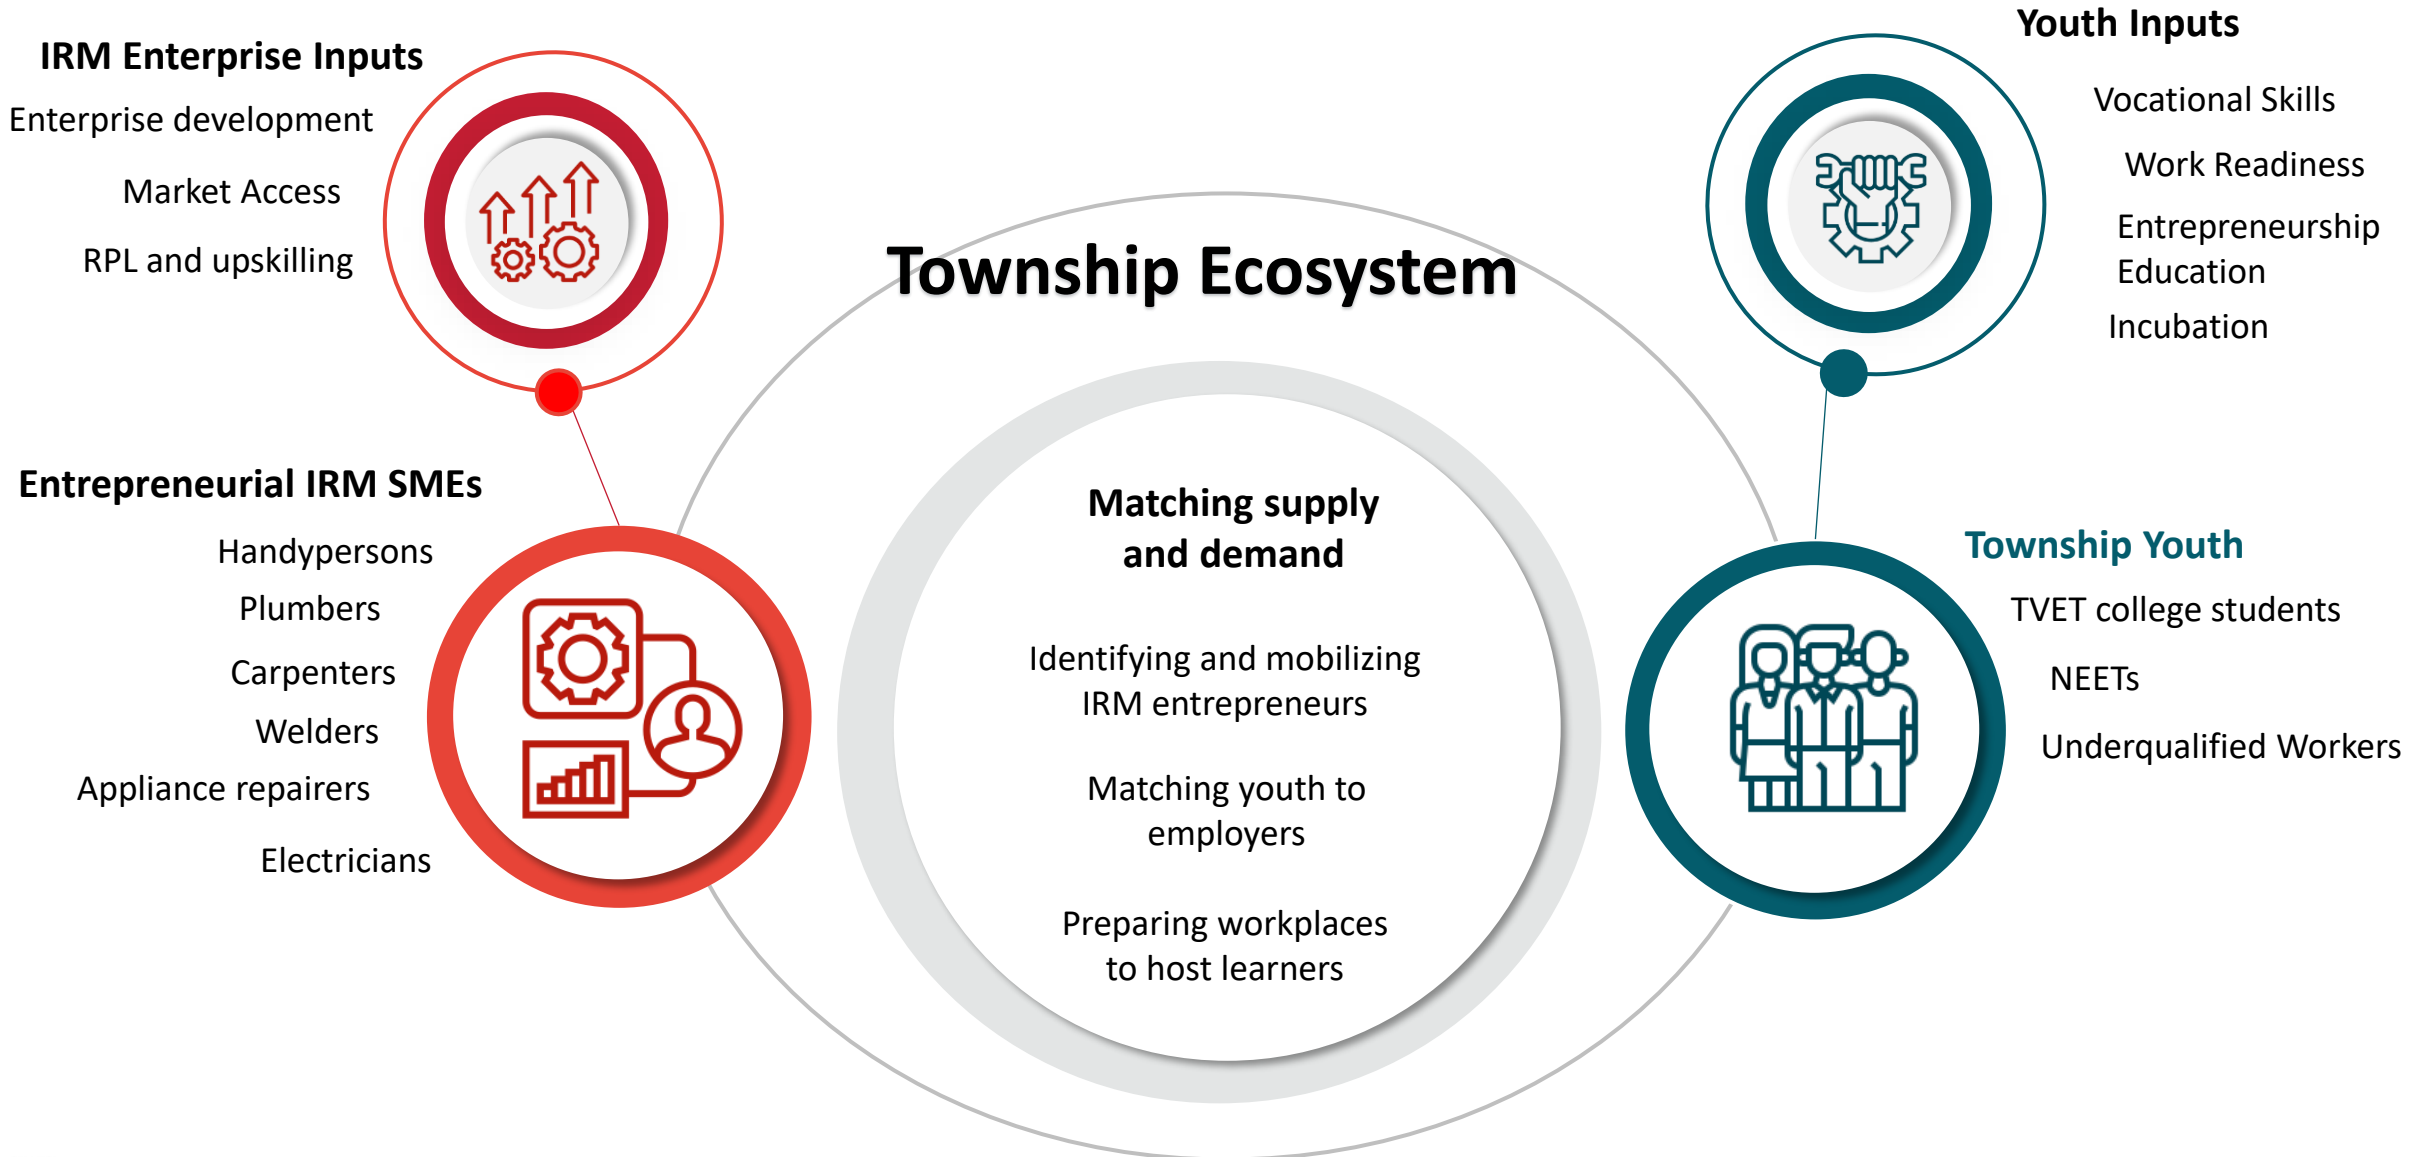 IRM Enterprise Inputs
Enterprise development
Market Access
RPL and upskilling
Youth Inputs
Vocational Skills
Work Readiness
Entrepreneurship
Education
Incubation
Township Ecosystem
Entrepreneurial IRM SMEs
Handypersons
Plumbers
Carpenters
Welders
Appliance repairers
Electricians
Matching supply
and demand
Identifying and mobilizing
IRM entrepreneurs
Matching youth to
employers
Preparing workplaces
to host learners
Township Youth
TVET college students
NEETs
Underqualified Workers